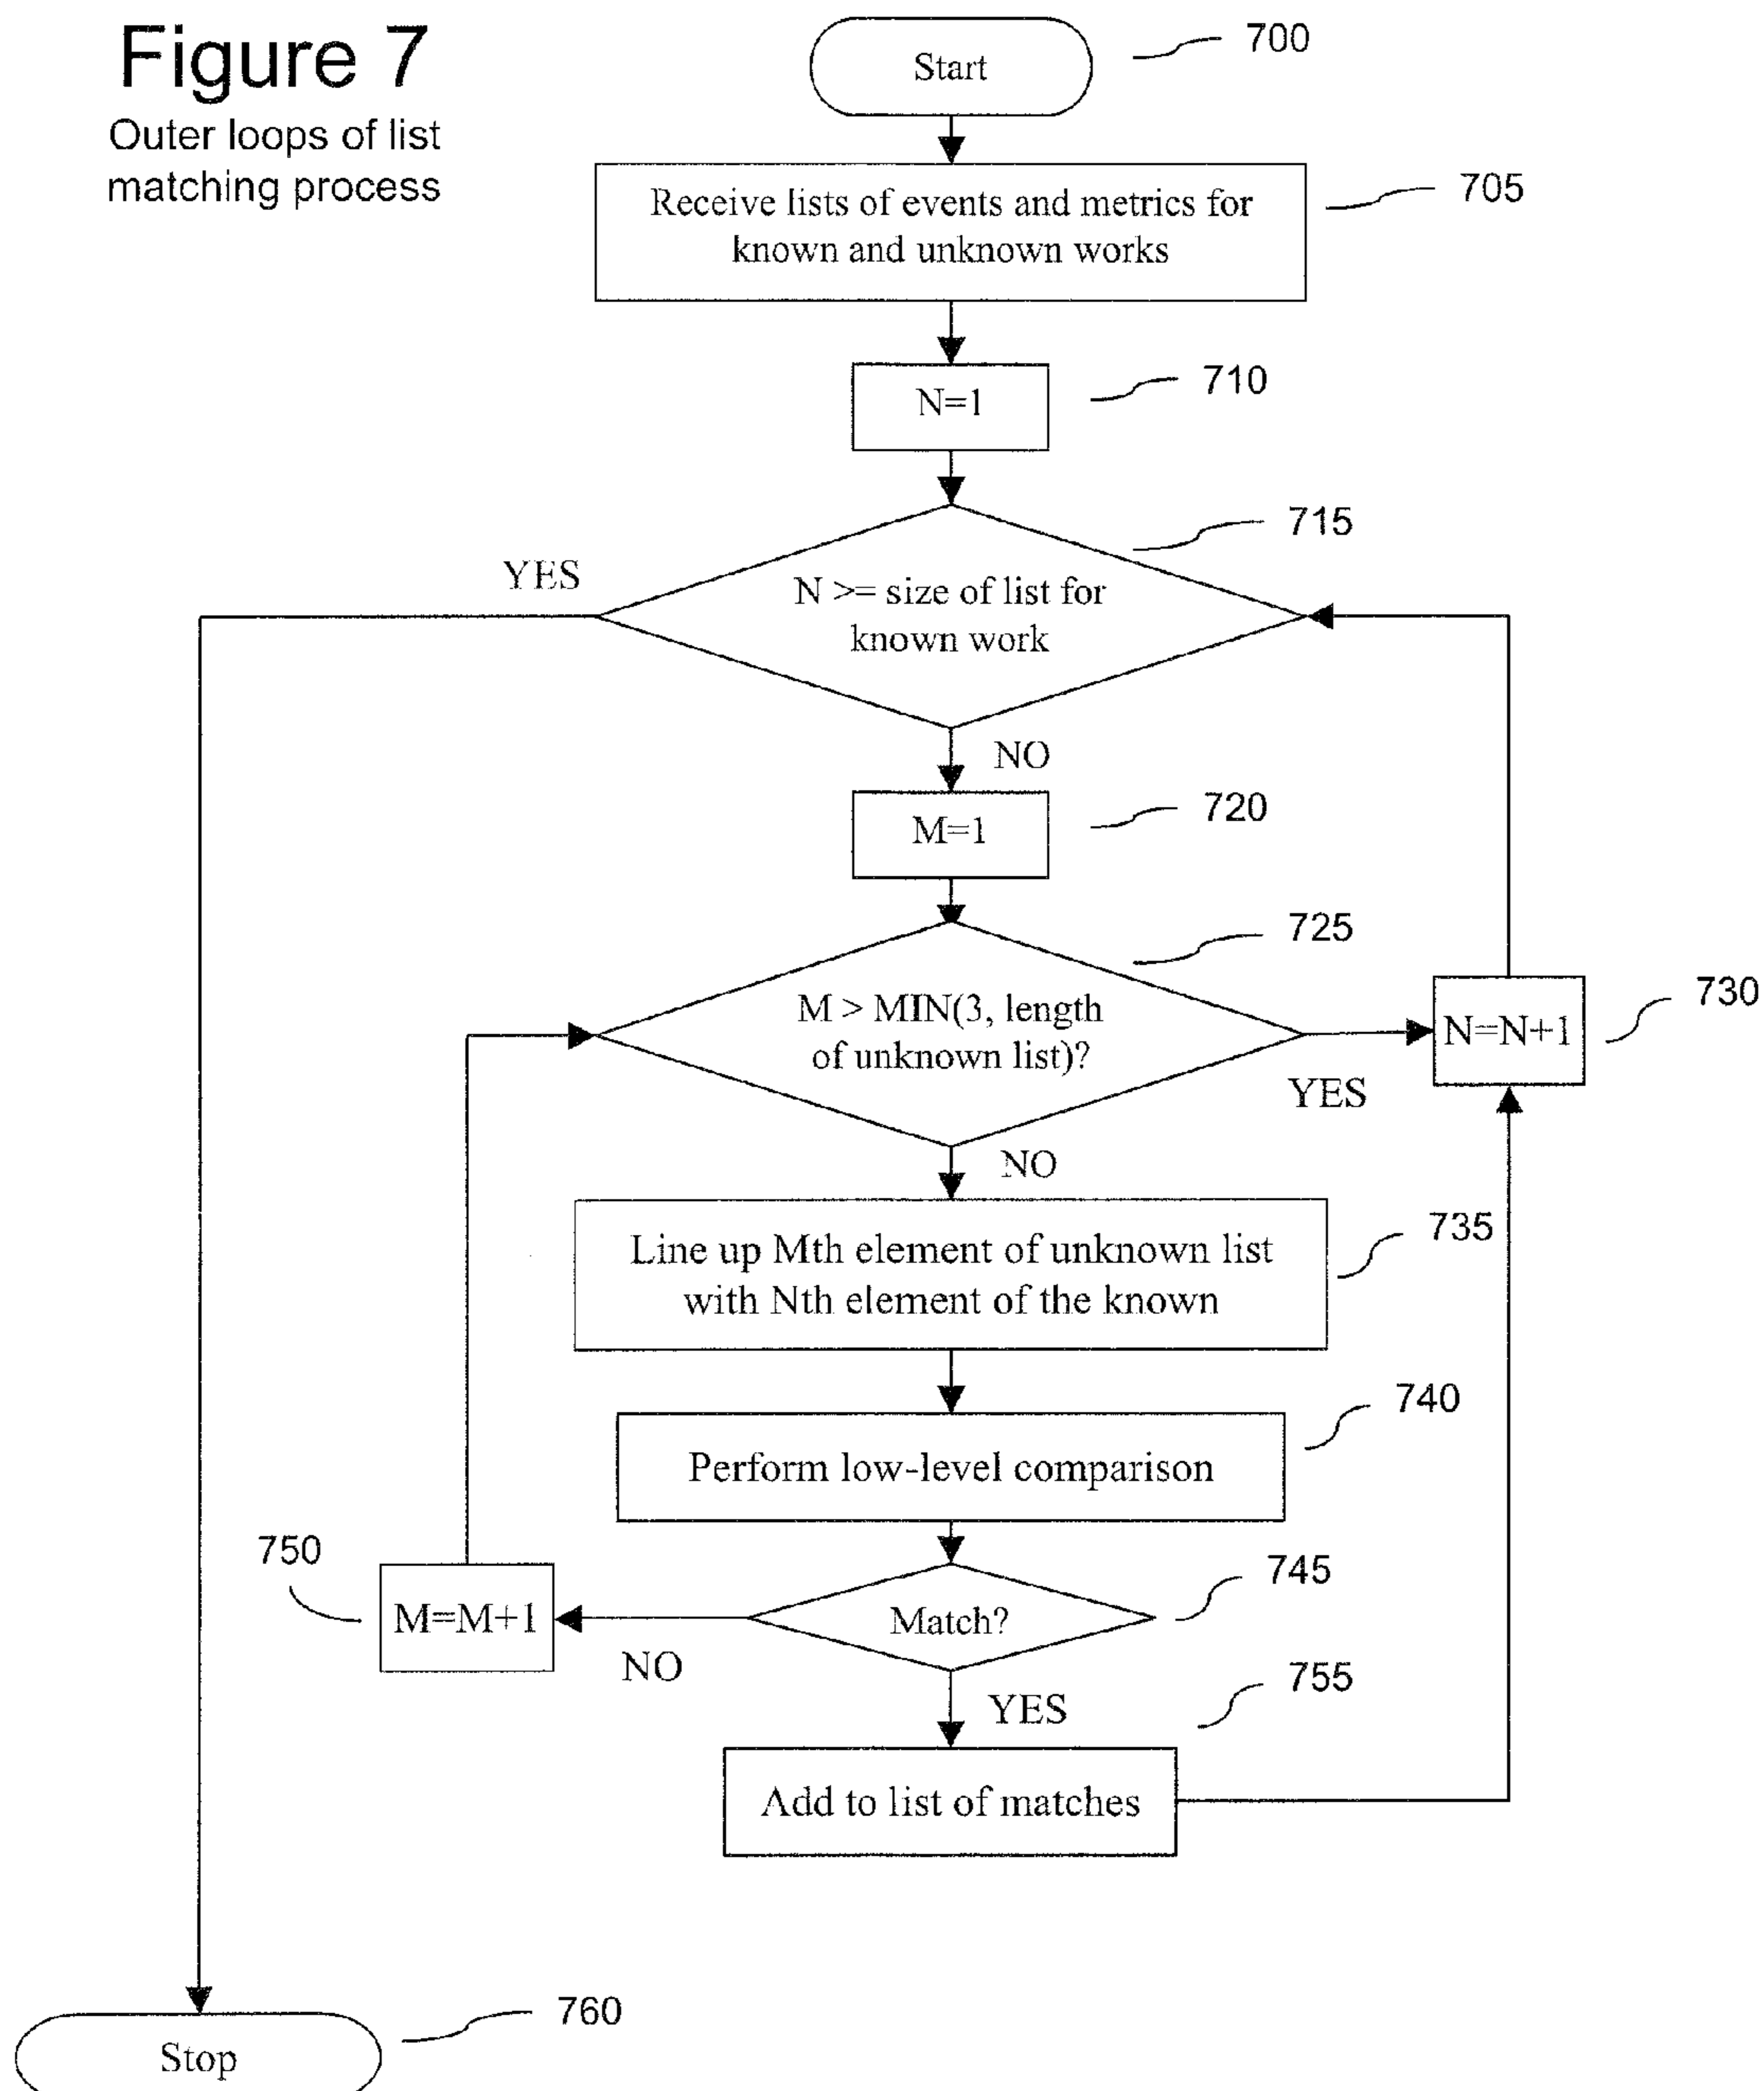 Figure 7
Outer loops of list
matching process
Start
700
Receive lists of events and metrics for
known and unknown works
705
N=1
710
715
YES
N >= size of list for
known work
NO
M=1
720
725
M > MIN(3, length
of unknown list)?
YES
N=N+1
730
NO
Line up Mth element of unknown list
with Nth element of the known
735
Perform low-level comparison
740
750
M=M+1
NO
Match?
745
YES
755
Add to list of matches
Stop
760